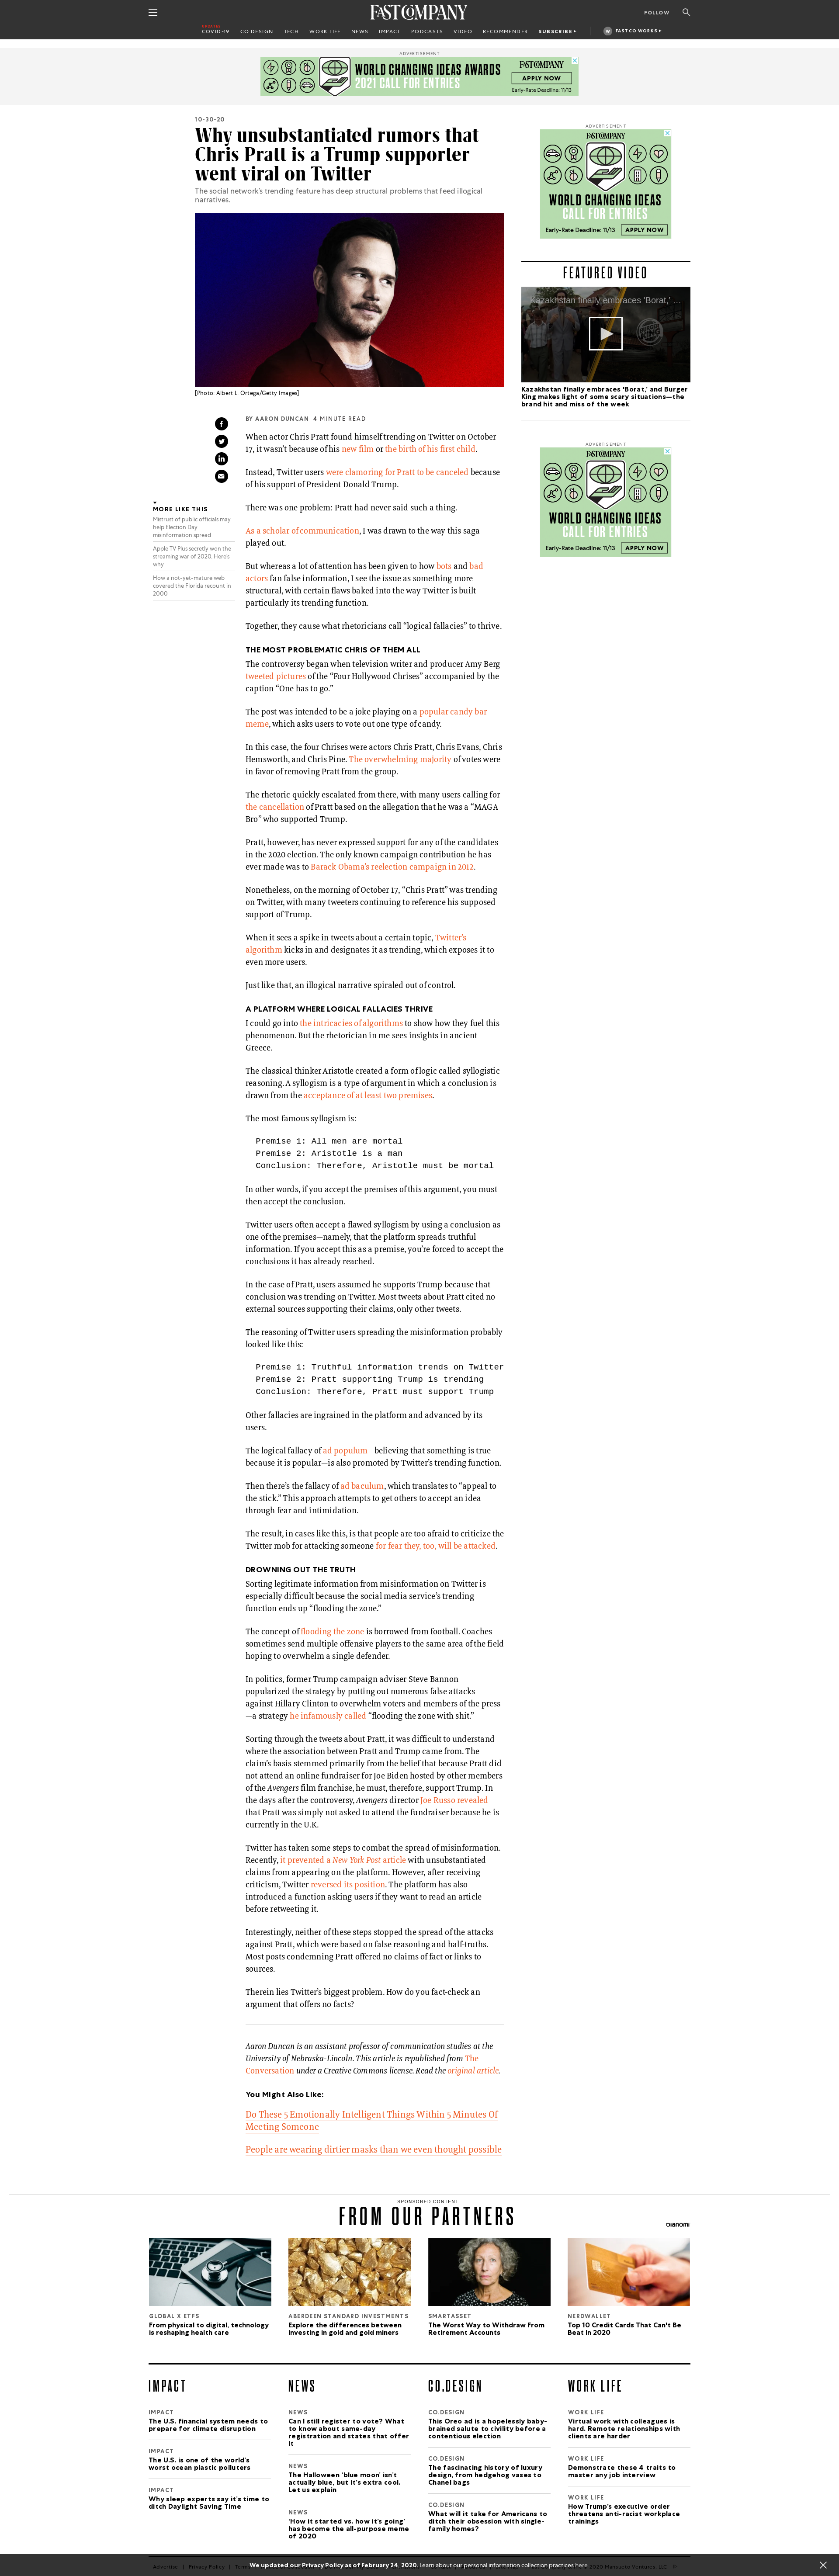 FAST COMPANY
FOLLOW
UPDATES
COVID-19 CO.DESIGN TECH WORK LIFE NEWS IMPACT PODCASTS VIDEO RECOMMENDER SUBSCRIBE FASTCO WORKS
ADVERTISEMENT
WORLD CHANGING IDEAS AWARDS
2021 CALL FOR ENTRIES
FAST COMPANY
APPLY NOW
Early-Rate Deadline: 11/13
10-30-20
Why unsubstantiated rumors that
Chris Pratt is a Trump supporter
went viral on Twitter
The social network's trending feature has deep structural problems that feed illogical
narratives.
[Photo: Albert L. Ortega/Getty Images]
BY AARON DUNCAN 4 MINUTE READ
When actor Chris Pratt found himself trending on Twitter on October
17, it wasn't because of his new film or the birth of his first child.
Instead, Twitter users were clamoring for Pratt to be canceled because
of his support of President Donald Trump.
There was one problem: Pratt had never said such a thing.
As a scholar of communication, I was drawn to the way this saga
played out.
But whereas a lot of attention has been given to how bots and bad
actors fan false information, I see the issue as something more
structural, with certain flaws baked into the way Twitter is built—
particularly its trending function.
Together, they cause what rhetoricians call "logical fallacies" to thrive.
THE MOST PROBLEMATIC CHRIS OF THEM ALL
The controversy began when television writer and producer Amy Berg
tweeted pictures of the "Four Hollywood Chrises" accompanied by the
caption "One has to go."
The post was intended to be a joke playing on a popular candy bar
meme, which asks users to vote out one type of candy.
In this case, the four Chrises were actors Chris Pratt, Chris Evans, Chris
Hemsworth, and Chris Pine. The overwhelming majority of votes were
in favor of removing Pratt from the group.
The rhetoric quickly escalated from there, with many users calling for
the cancellation of Pratt based on the allegation that he was a "MAGA
Bro" who supported Trump.
Pratt, however, has never expressed support for any of the candidates
in the 2020 election. The only known campaign contribution he has
ever made was to Barack Obama's reelection campaign in 2012.
Nonetheless, on the morning of October 17, "Chris Pratt" was trending
on Twitter, with many tweeters continuing to reference his supposed
support of Trump.
When it sees a spike in tweets about a certain topic, Twitter's
algorithm kicks in and designates it as trending, which exposes it to
even more users.
Just like that, an illogical narrative spiraled out of control.
A PLATFORM WHERE LOGICAL FALLACIES THRIVE
I could go into the intricacies of algorithms to show how they fuel this
phenomenon. But the rhetorician in me sees insights in ancient
Greece.
The classical thinker Aristotle created a form of logic called syllogistic
reasoning. A syllogism is a type of argument in which a conclusion is
drawn from the acceptance of at least two premises.
The most famous syllogism is:
Premise 1: All men are mortal
Premise 2: Aristotle is a man
Conclusion: Therefore, Aristotle must be mortal
In other words, if you accept the premises of this argument, you must
then accept the conclusion.
Twitter users often accept a flawed syllogism by using a conclusion as
one of the premises—namely, that the platform spreads truthful
information. If you accept this as a premise, you're forced to accept the
conclusions it has already reached.
In the case of Pratt, users assumed he supports Trump because that
conclusion was trending on Twitter. Most tweets about Pratt cited no
external sources supporting their claims, only other tweets.
The reasoning of Twitter users spreading the misinformation probably
looked like this:
Premise 1: Truthful information trends on Twitter
Premise 2: Pratt supporting Trump is trending
Conclusion: Therefore, Pratt must support Trump
Other fallacies are ingrained in the platform and advanced by its
users.
The logical fallacy of ad populum—believing that something is true
because it is popular—is also promoted by Twitter's trending function.
Then there's the fallacy of ad baculum, which translates to "appeal to
the stick." This approach attempts to get others to accept an idea
through fear and intimidation.
The result, in cases like this, is that people are too afraid to criticize the
Twitter mob for attacking someone for fear they, too, will be attacked.
DROWNING OUT THE TRUTH
Sorting legitimate information from misinformation on Twitter is
especially difficult because the social media service's trending
function ends up "flooding the zone."
The concept of flooding the zone is borrowed from football. Coaches
sometimes send multiple offensive players to the same area of the field
hoping to overwhelm a single defender.
In politics, former Trump campaign adviser Steve Bannon
popularized the strategy by putting out numerous false attacks
against Hillary Clinton to overwhelm voters and members of the press
—a strategy he infamously called "flooding the zone with shit."
Sorting through the tweets about Pratt, it was difficult to understand
where the association between Pratt and Trump came from. The
claim's basis stemmed primarily from the belief that because Pratt did
not attend an online fundraiser for Joe Biden hosted by other members
of the Avengers film franchise, he must, therefore, support Trump. In
the days after the controversy, Avengers director Joe Russo revealed
that Pratt was simply not asked to attend the fundraiser because he is
currently in the U.K.
Twitter has taken some steps to combat the spread of misinformation.
Recently, it prevented a New York Post article with unsubstantiated
claims from appearing on the platform. However, after receiving
criticism, Twitter reversed its position. The platform has also
introduced a function asking users if they want to read an article
before retweeting it.
Interestingly, neither of these steps stopped the spread of the attacks
against Pratt, which were based on false reasoning and half-truths.
Most posts condemning Pratt offered no claims of fact or links to
sources.
Therein lies Twitter's biggest problem. How do you fact-check an
argument that offers no facts?
Aaron Duncan is an assistant professor of communication studies at the
University of Nebraska-Lincoln. This article is republished from The
Conversation under a Creative Commons license. Read the original article.
You Might Also Like:
Do These 5 Emotionally Intelligent Things Within 5 Minutes Of
Meeting Someone
People are wearing dirtier masks than we even thought possible
MORE LIKE THIS
Mistrust of public officials may
help Election Day
misinformation spread
Apple TV Plus secretly won the
streaming war of 2020. Here's
why
How a not-yet-mature web
covered the Florida recount in
2000
ADVERTISEMENT
FAST COMPANY
WORLD CHANGING IDEAS
CALL FOR ENTRIES
Early-Rate Deadline: 11/13 APPLY NOW
FEATURED VIDEO
Kazakhstan finally embraces 'Borat,' ...
Kazakhstan finally embraces 'Borat,' and Burger
King makes light of some scary situations—the
brand hit and miss of the week
ADVERTISEMENT
FAST COMPANY
WORLD CHANGING IDEAS
CALL FOR ENTRIES
Early-Rate Deadline: 11/13 APPLY NOW
SPONSORED CONTENT
FROM OUR PARTNERS
Dianomi
GLOBAL X ETFS
From physical to digital, technology
is reshaping health care
ABERDEEN STANDARD INVESTMENTS
Explore the differences between
investing in gold and gold miners
SMARTASSET
The Worst Way to Withdraw From
Retirement Accounts
NERDWALLET
Top 10 Credit Cards That Can't Be
Beat In 2020
IMPACT
IMPACT
The U.S. financial system needs to
prepare for climate disruption
IMPACT
The U.S. is one of the world's
worst ocean plastic polluters
IMPACT
Why sleep experts say it's time to
ditch Daylight Saving Time
NEWS
NEWS
Can I still register to vote? What
to know about same-day
registration and states that offer
it
NEWS
The Halloween 'blue moon' isn't
actually blue, but it's extra cool.
Let us explain
NEWS
'How it started vs. how it's going'
has become the all-purpose meme
of 2020
CO.DESIGN
CO.DESIGN
This Oreo ad is a hopelessly baby-
brained salute to civility before a
contentious election
CO.DESIGN
The fascinating history of luxury
design, from hedgehog vases to
Chanel bags
CO.DESIGN
What will it take for Americans to
ditch their obsession with single-
family homes?
WORK LIFE
WORK LIFE
Virtual work with colleagues is
hard. Remote relationships with
clients are harder
WORK LIFE
Demonstrate these 4 traits to
master any job interview
WORK LIFE
How Trump's executive order
threatens anti-racist workplace
trainings
We updated our Privacy Policy as of February 24, 2020. Learn about our personal information collection practices here.
Advertise | Privacy Policy |
2020 Mansueto Ventures, LLC